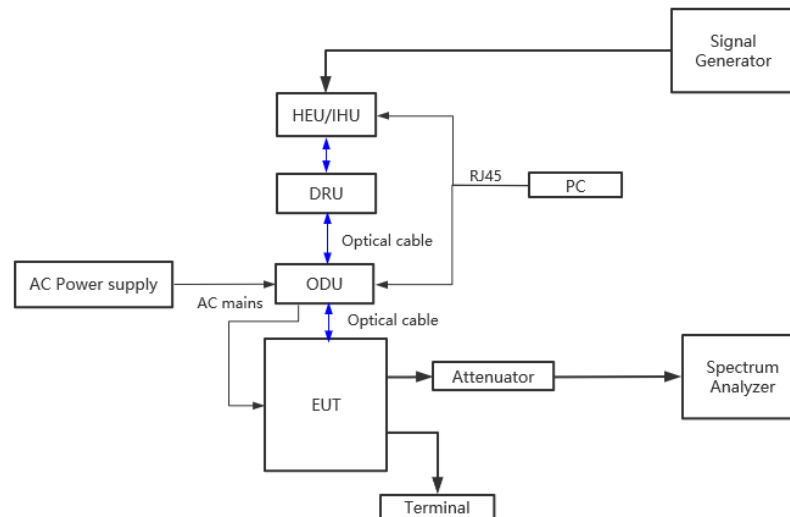 Signal
Generator
HEU/IHU
RJ45
PC
DRU
Optical cable
AC Power supply
ODU
AC mains
Optical cable
EUT
Attenuator
Spectrum
Analyzer
Terminal